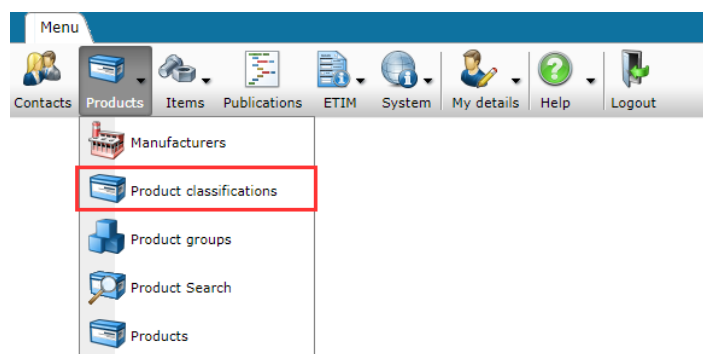 Menu
Contacts Products Items Publications ETIM System My details Help Logout
Manufacturers
Product classifications
Product groups
Product Search
Products